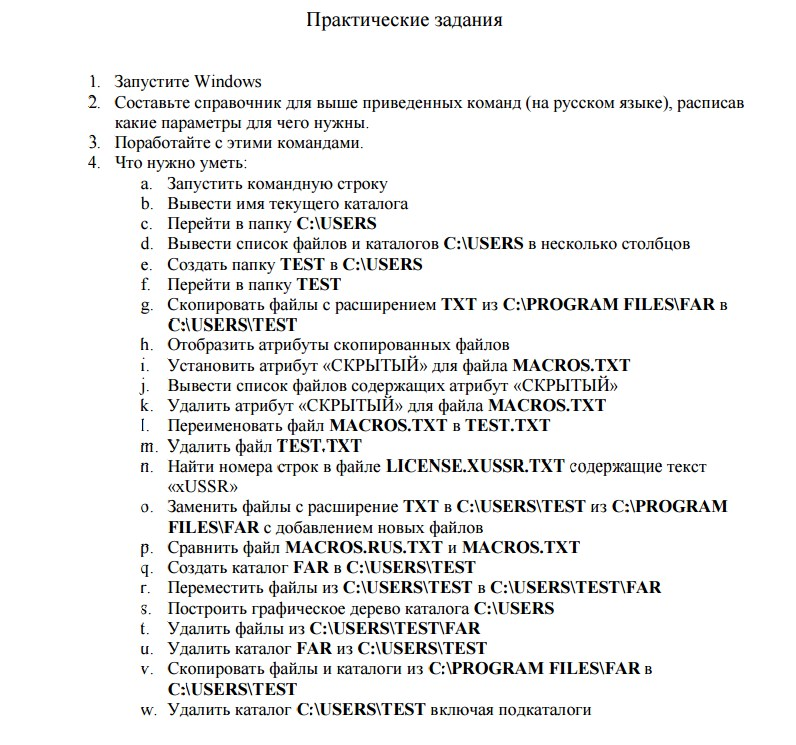 Практические задания
1. Запустите Windows
2. Составьте справочник для выше приведенных команд (на русском языке), расписав
какие параметры для чего нужны.
3. Поработайте с этими командами.
4. Что нужно уметь:
a. Запустить командную строку
b. Вывести имя текущего каталога
c. Перейти в папку C:\USERS
d. Вывести список файлов и каталогов C:\USERS в несколько столбцов
e. Создать папку TEST в C:\USERS
f. Перейти в папку TEST
g. Скопировать файлы с расширением TXT из C:\PROGRAM FILES\FAR в
C:\USERS\TEST
h. Отобразить атрибуты скопированных файлов
i. Установить атрибут «СКРЫТЫЙ» для файла MACROS.TXT
j. Вывести список файлов содержащих атрибут «СКРЫТЫЙ»
k. Удалить атрибут «СКРЫТЫЙ» для файла MACROS.TXT
l. Переименовать файл MACROS.TXT в TEST.TXT
m. Удалить файл TEST.TXT
n. Найти номера строк в файле LICENSE.XUSSR.TXT содержащие текст
«xUSSR»
o. Заменить файлы с расширение TXT в C:\USERS\TEST из C:\PROGRAM
FILES\FAR с добавлением новых файлов
p. Сравнить файл MACROS.RUS.TXT и MACROS.TXT
q. Создать каталог FAR в C:\USERS\TEST
r. Переместить файлы из C:\USERS\TEST в C:\USERS\TEST\FAR
s. Построить графическое дерево каталога C:\USERS
t. Удалить файлы из C:\USERS\TEST\FAR
u. Удалить каталог FAR из C:\USERS\TEST
v. Скопировать файлы и каталоги из C:\PROGRAM FILES\FAR в
C:\USERS\TEST
w. Удалить каталог C:\USERS\TEST включая подкаталоги